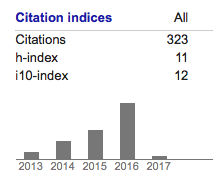 Citation indices All
Citations 323
h-index 11
i10-index 12
2013 2014 2015 2016 2017